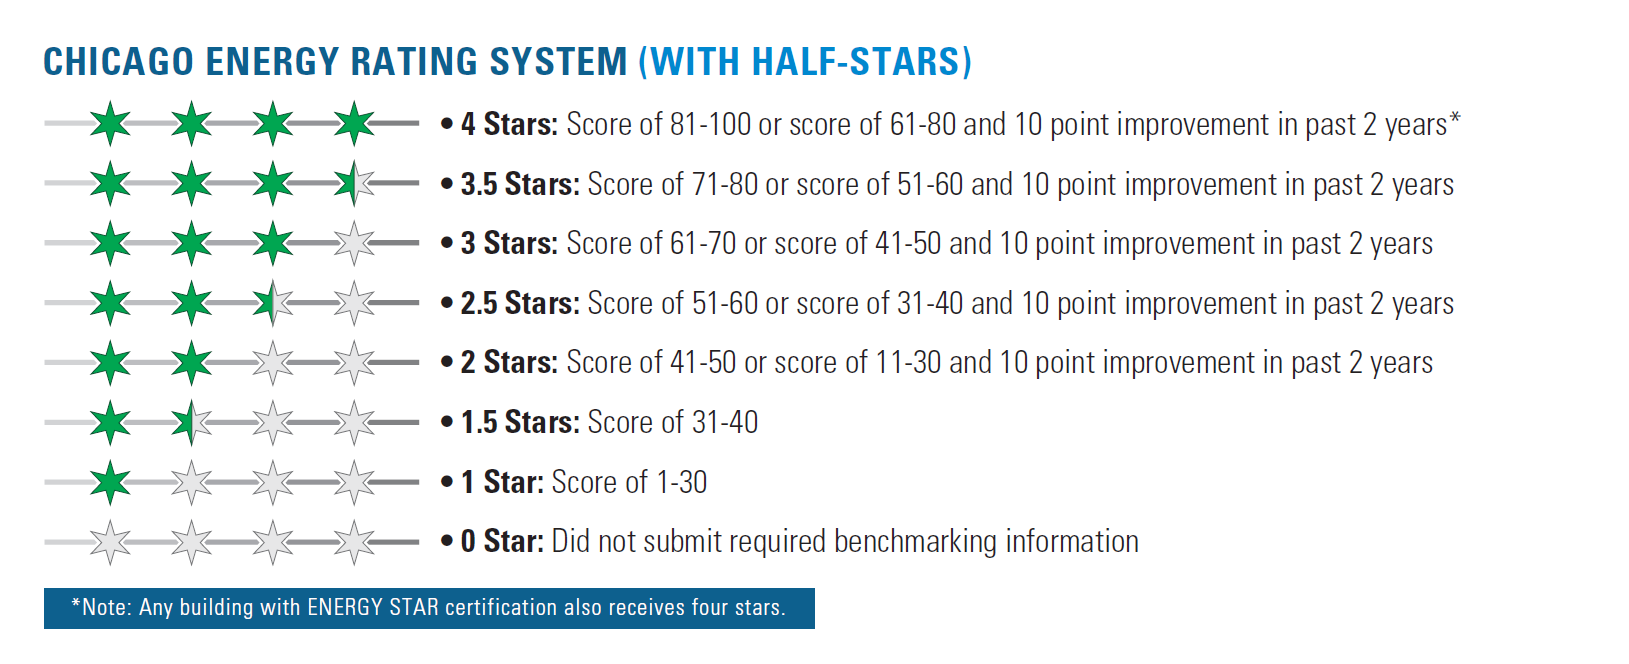 CHICAGO ENERGY RATING SYSTEM (WITH HALF-STARS)
• 4 Stars: Score of 81-100 or score of 61-80 and 10 point improvement in past 2 years*
• 3.5 Stars: Score of 71-80 or score of 51-60 and 10 point improvement in past 2 years
• 3 Stars: Score of 61-70 or score of 41-50 and 10 point improvement in past 2 years
• 2.5 Stars: Score of 51-60 or score of 31-40 and 10 point improvement in past 2 years
• 2 Stars: Score of 41-50 or score of 11-30 and 10 point improvement in past 2 years
• 1.5 Stars: Score of 31-40
• 1 Star: Score of 1-30
• 0 Star: Did not submit required benchmarking information
*Note: Any building with ENERGY STAR certification also receives four stars.